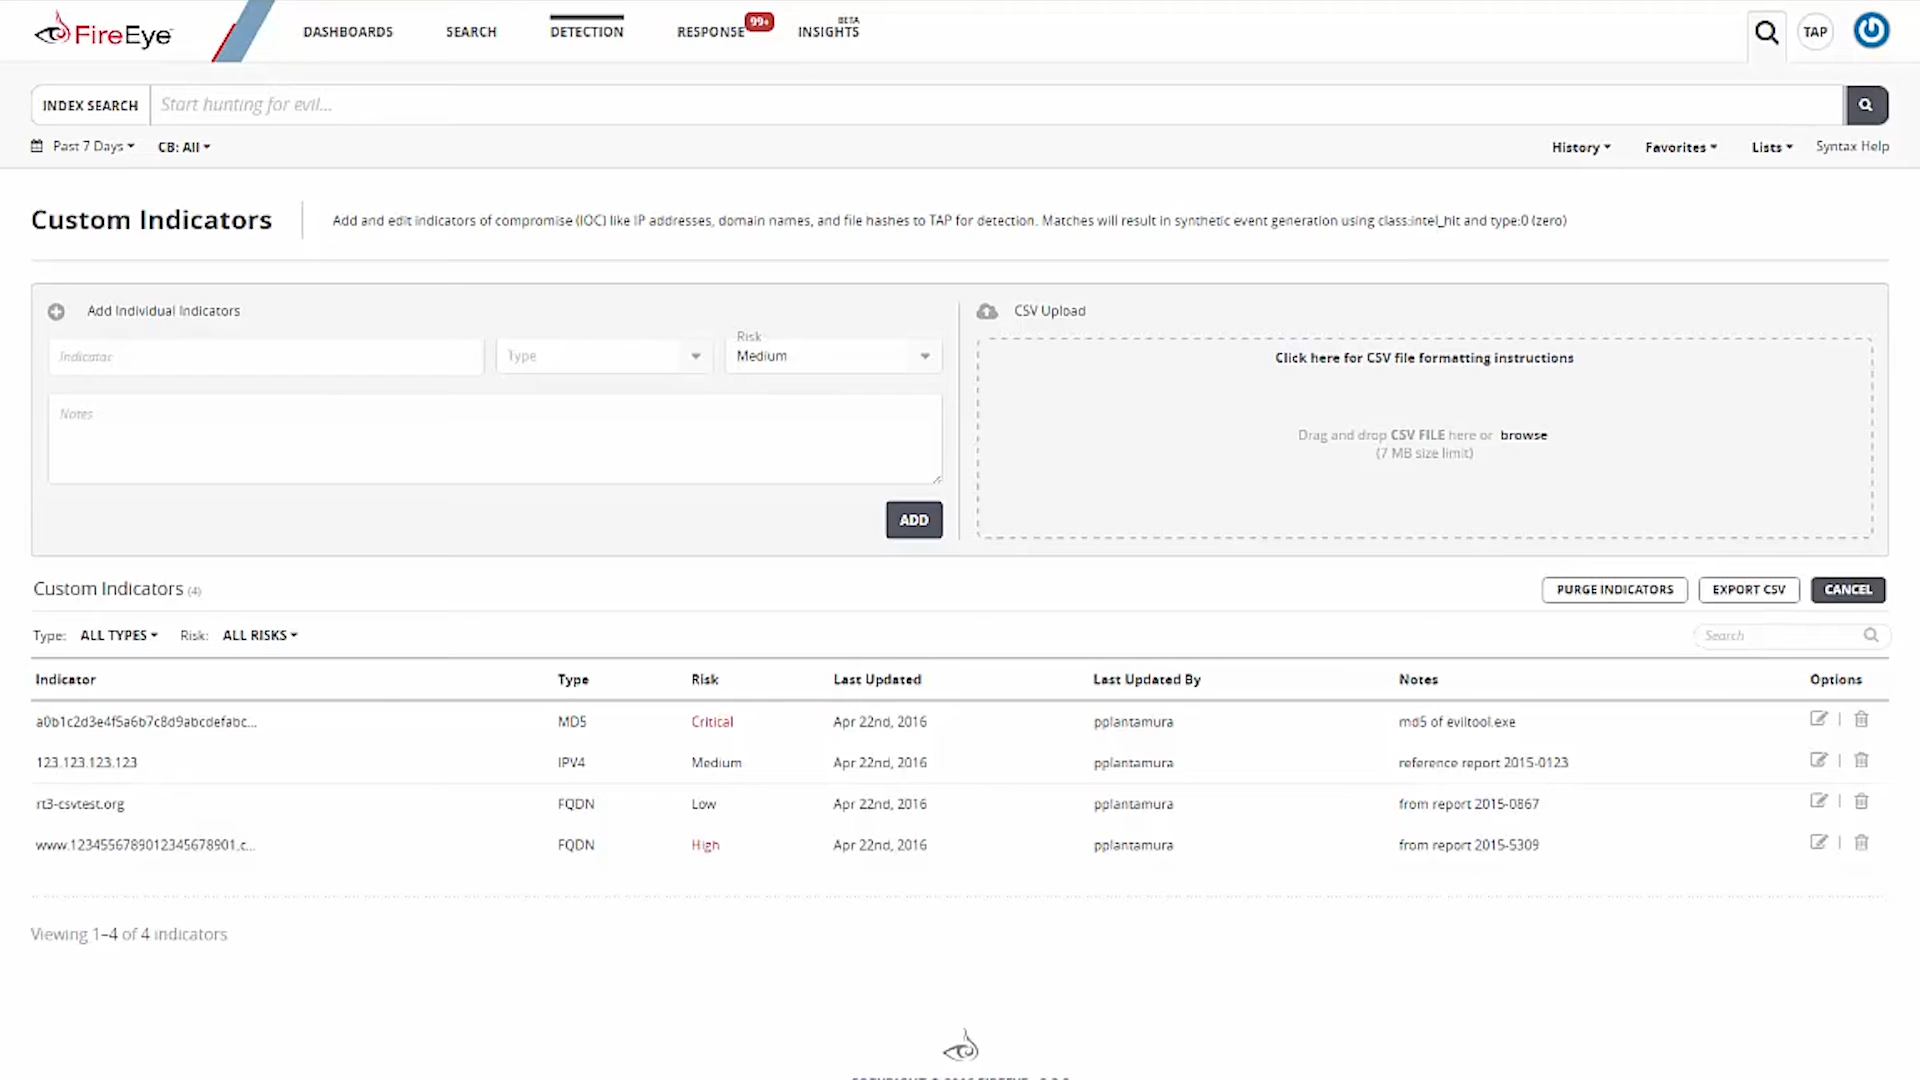 FireEye
DASHBOARDS SEARCH DETECTION RESPONSE 99+ INSIGHTS BETA TAP
INDEX SEARCH Start hunting for evil...
Past 7 Days CB: All History Favorites Lists Syntax Help
Custom Indicators Add and edit indicators of compromise (IOC) like IP addresses, domain names, and file hashes to TAP for detection. Matches will result in synthetic event generation using class:intel_hit and type:0 (zero)
Add Individual Indicators
Indicator Type Risk Medium
Notes
ADD
CSV Upload
Click here for CSV file formatting instructions
Drag and drop CSV FILE here or browse
(7 MB size limit)
Custom Indicators (4) PURGE INDICATORS EXPORT CSV CANCEL
Type: ALL TYPES Risk: ALL RISKS Search
Indicator Type Risk Last Updated Last Updated By Notes Options
a0b1c2d3e4f5a6b7c8d9abcdefabc... MD5 Critical Apr 22nd, 2016 pplantamura md5 of eviltool.exe
123.123.123.123 IPV4 Medium Apr 22nd, 2016 pplantamura reference report 2015-0123
rt3-csvtest.org FQDN Low Apr 22nd, 2016 pplantamura from report 2015-0867
www.1234556789012345678901.c... FQDN High Apr 22nd, 2016 pplantamura from report 2015-5309
Viewing 1–4 of 4 indicators